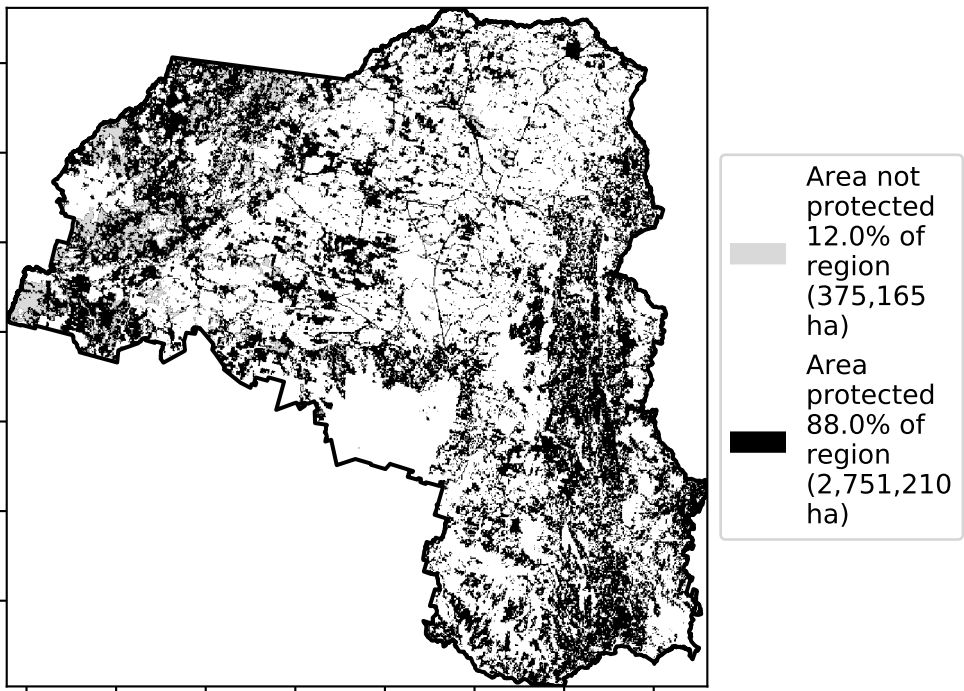 Area not
protected
12.0% of
region
(375,165
ha)
Area
protected
88.0% of
region
(2,751,210
ha)